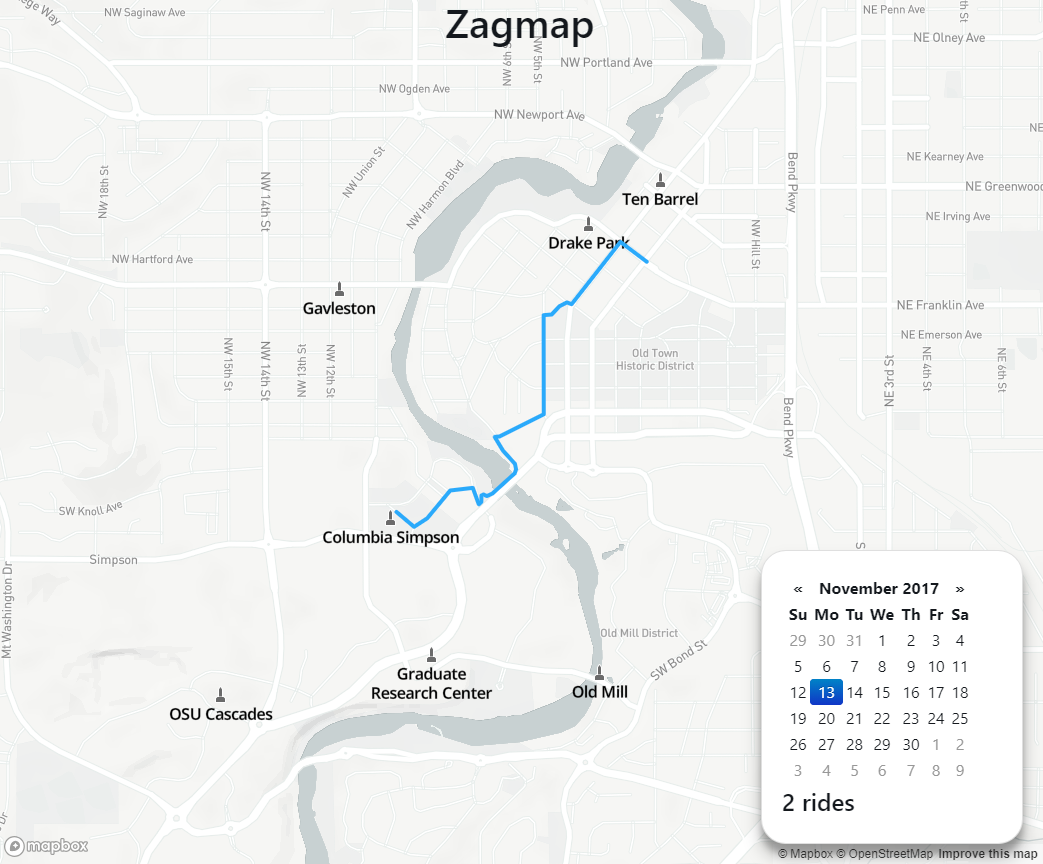 Zagmap
NW Saginaw Ave
NE Penn Ave
NE Olney Ave
NW 6th St
NW 5th St
NW Portland Ave
NW Ogden Ave
NW Newport Ave
NE Kearney Ave
NW Union St
NW Harmon Blvd
NW 18th St
NW 14th St
Bend Pkwy
NE Greenwood
Ten Barrel
NE Irving Ave
NW Hill St
Drake Park
NW Hartford Ave
Gavleston
NE Franklin Ave
NE Emerson Ave
Old Town
Historic District
NW 15th St
NW 14th St
NW 13th St
NW 12th St
NE 3rd St
NE 4th St
NE 6th St
Bend Pkwy
SW Knoll Ave
Columbia Simpson
Simpson
Mt Washington Dr
Old Mill District
SW Bond St
Graduate
Research Center
Old Mill
OSU Cascades
« November 2017 »
Su Mo Tu We Th Fr Sa
29 30 31 1 2 3 4
5 6 7 8 9 10 11
12 13 14 15 16 17 18
19 20 21 22 23 24 25
26 27 28 29 30 1 2
3 4 5 6 7 8 9
2 rides
mapbox
© Mapbox © OpenStreetMap Improve this map